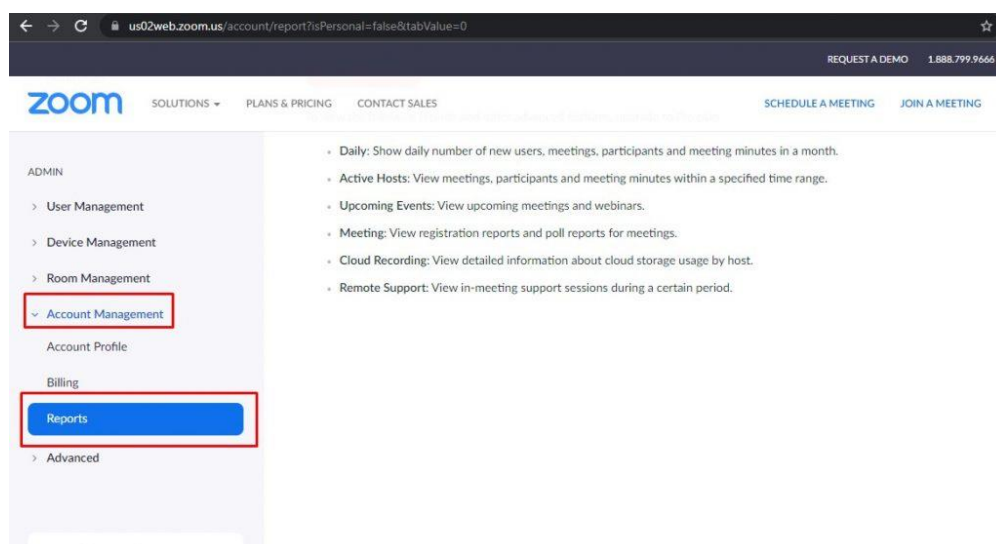 us02web.zoom.us/account/report?isPersonal=false&tabValue=0
REQUEST A DEMO 1.888.799.9666
zoom SOLUTIONS PLANS & PRICING CONTACT SALES SCHEDULE A MEETING JOIN A MEETING
Daily: Show daily number of new users, meetings, participants and meeting minutes in a month.
ADMIN
Active Hosts: View meetings, participants and meeting minutes within a specified time range.
User Management
Upcoming Events: View upcoming meetings and webinars.
Meeting: View registration reports and poll reports for meetings.
Device Management
Cloud Recording: View detailed information about cloud storage usage by host.
Room Management
Remote Support: View in-meeting support sessions during a certain period.
Account Management
Account Profile
Billing
Reports
Advanced